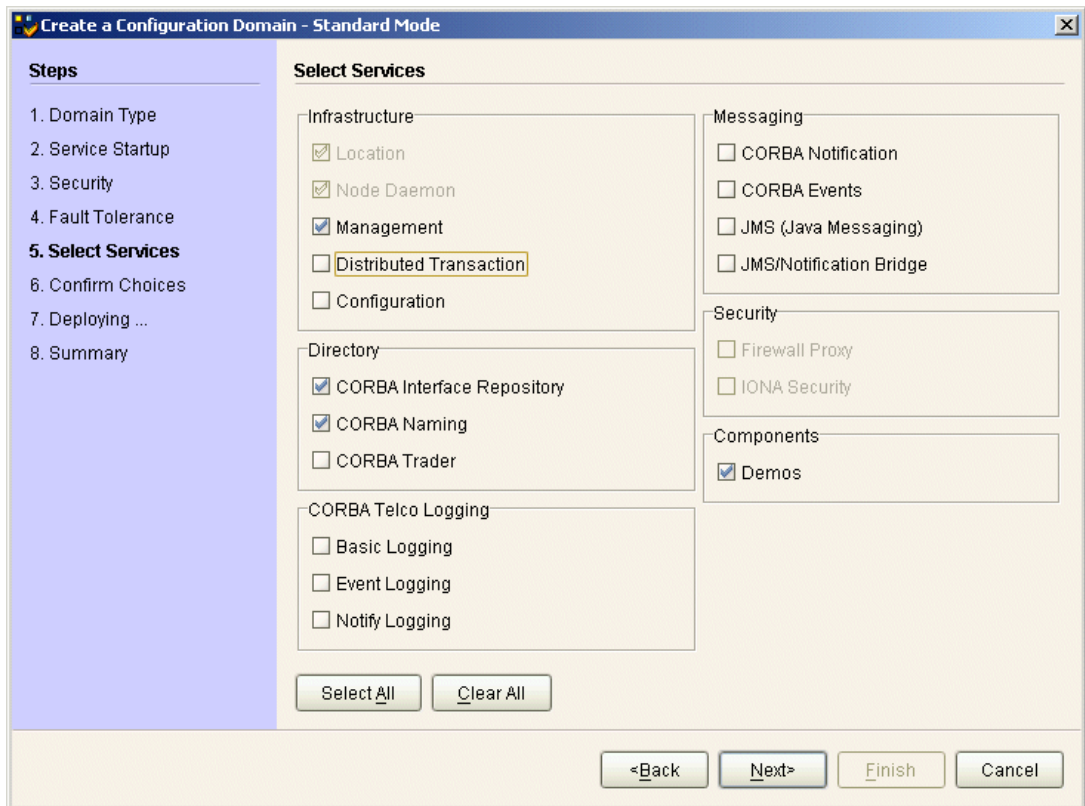 Create a Configuration Domain - Standard Mode
Steps
1. Domain Type
2. Service Startup
3. Security
4. Fault Tolerance
5. Select Services
6. Confirm Choices
7. Deploying ...
8. Summary
Select Services
Infrastructure
Location
Node Daemon
Management
Distributed Transaction
Configuration
Directory
CORBA Interface Repository
CORBA Naming
CORBA Trader
CORBA Telco Logging
Basic Logging
Event Logging
Notify Logging
Messaging
CORBA Notification
CORBA Events
JMS (Java Messaging)
JMS/Notification Bridge
Security
Firewall Proxy
IONA Security
Components
Demos
Select All
Clear All
<Back
Next>
Finish
Cancel